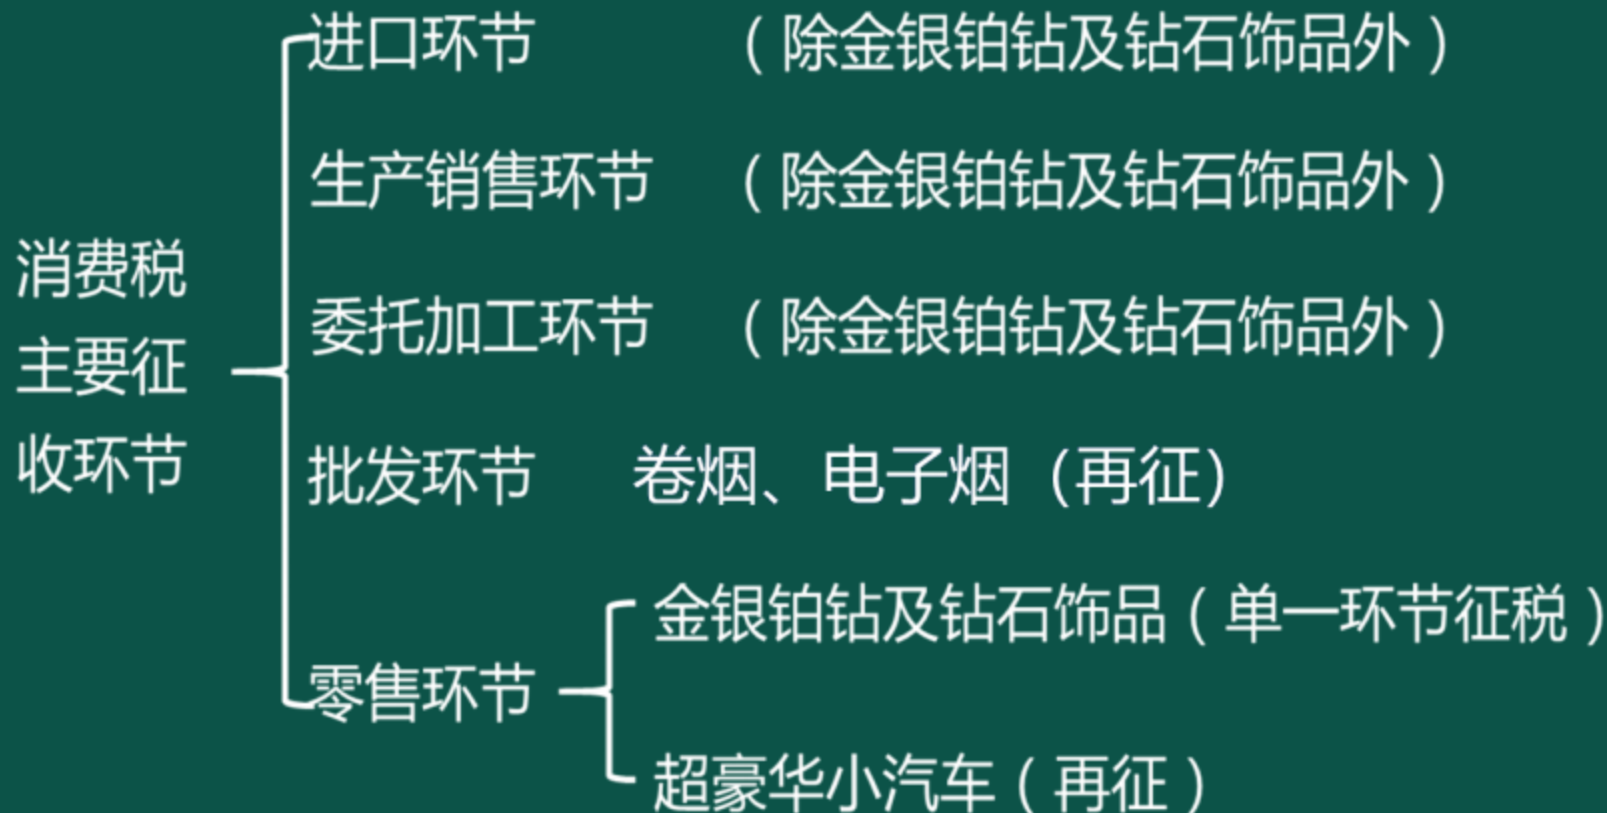 消费税
主要征
收环节
进口环节 （除金银铂钻及钻石饰品外）
生产销售环节 （除金银铂钻及钻石饰品外）
委托加工环节 （除金银铂钻及钻石饰品外）
批发环节 卷烟、电子烟（再征）
零售环节
金银铂钻及钻石饰品（单一环节征税）
超豪华小汽车（再征）